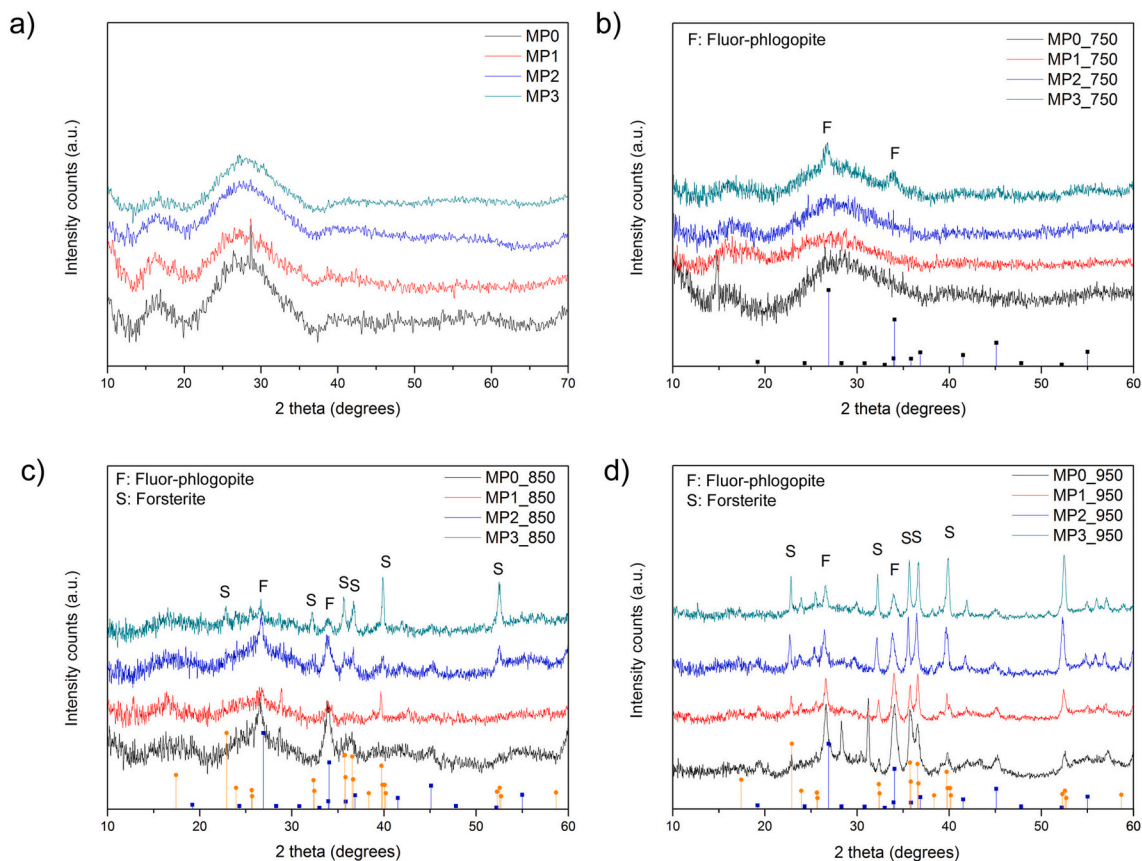 a)
MP0
MP1
MP2
MP3
Intensity counts (a.u.)
10 20 30 40 50 60 70
2 theta (degrees)
b)
F: Fluor-phlogopite
MP0_750
MP1_750
MP2_750
MP3_750
F
F
Intensity counts (a.u.)
10 20 30 40 50 60
2 theta (degrees)
c)
F: Fluor-phlogopite
S: Forsterite
MP0_850
MP1_850
MP2_850
MP3_850
S F S F S S S S
Intensity counts (a.u.)
10 20 30 40 50 60
2 theta (degrees)
d)
F: Fluor-phlogopite
S: Forsterite
MP0_950
MP1_950
MP2_950
MP3_950
S F S F S S S
Intensity counts (a.u.)
10 20 30 40 50 60
2 theta (degrees)